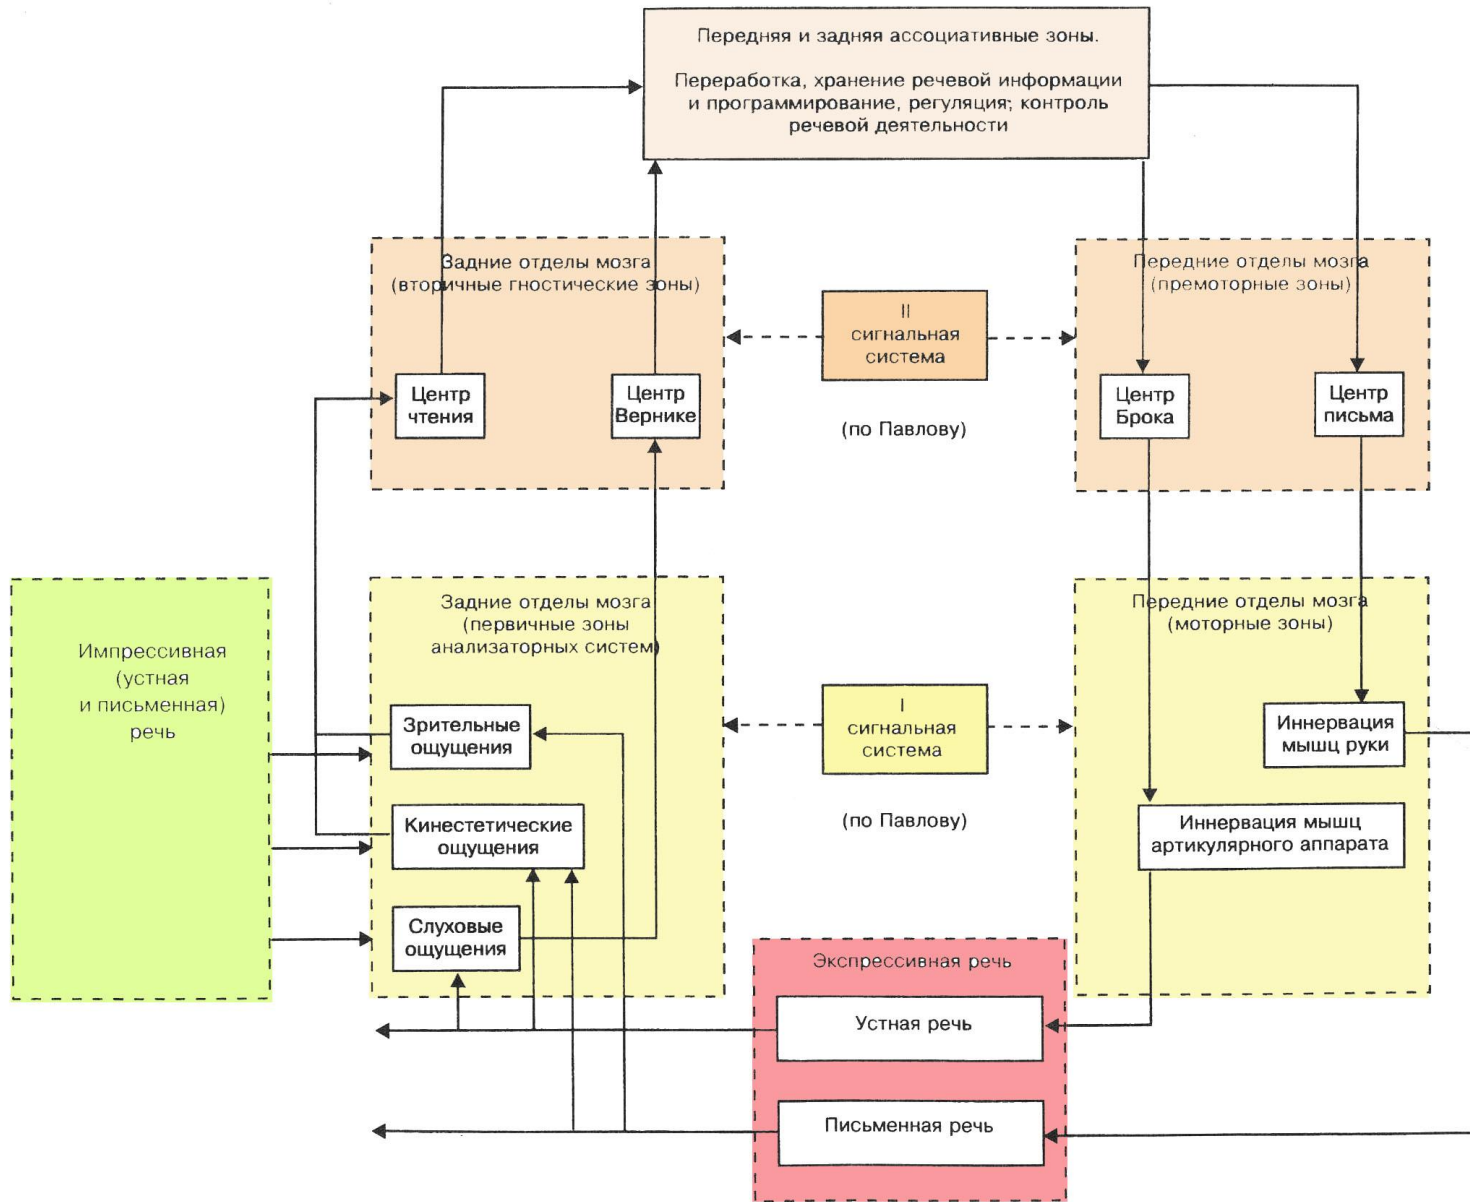 Передняя и задняя ассоциативные зоны.
Переработка, хранение речевой информации
и программирование, регуляция, контроль
речевой деятельности
Задние отделы мозга
(вторичные гностические зоны)
Передние отделы мозга
(премоторные зоны)
II
сигнальная
система
Центр
чтения
Центр
Вернике
(по Павлову)
Центр
Брока
Центр
письма
Импрессивная
(устная
и письменная)
речь
Задние отделы мозга
(первичные зоны
анализаторных систем)
Передние отделы мозга
(моторные зоны)
Зрительные
ощущения
I
сигнальная
система
Иннервация
мышц руки
Кинестетические
ощущения
(по Павлову)
Иннервация мышц
артикулярного аппарата
Слуховые
ощущения
Экспрессивная речь
Устная речь
Письменная речь